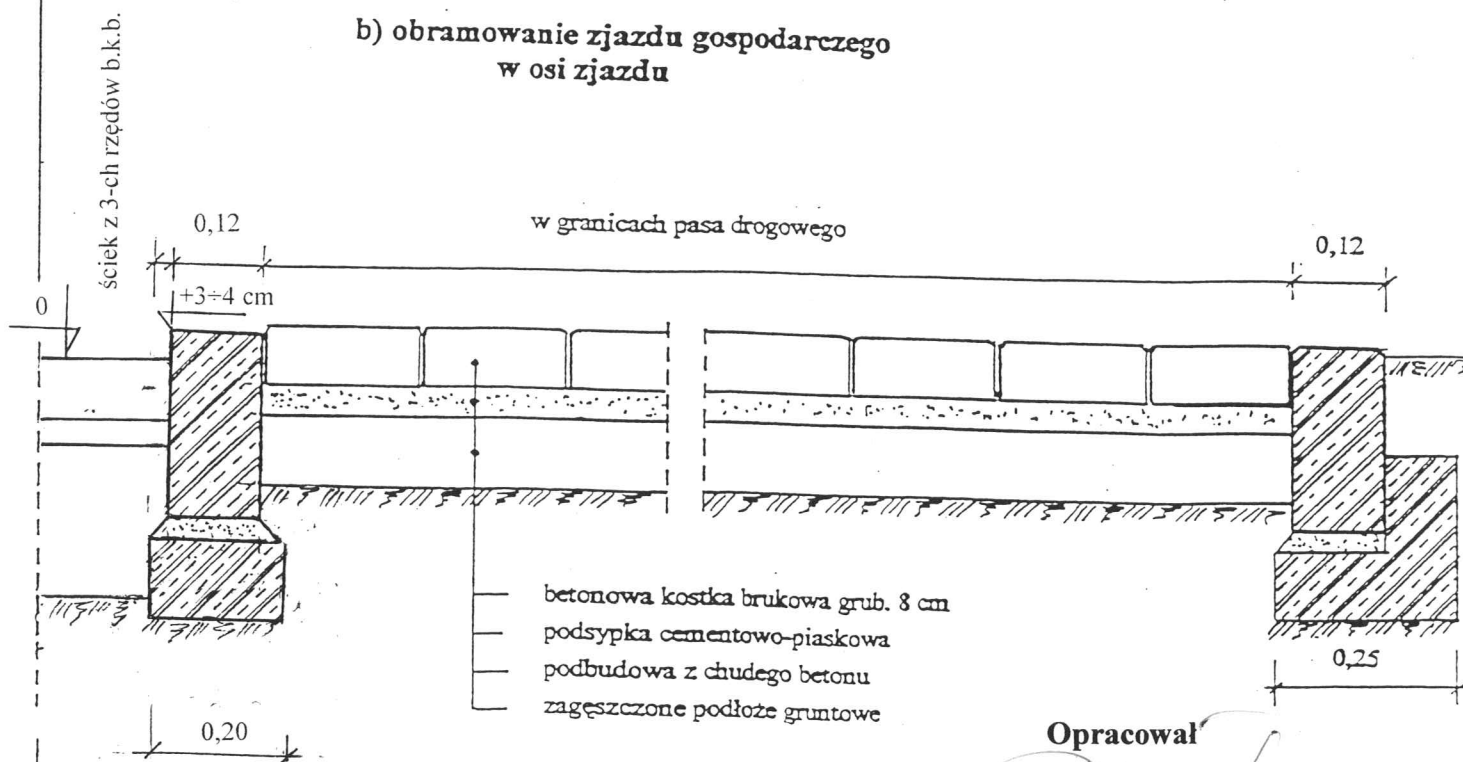 b) obramowanie zjazdu gospodarczego
w osi zjazdu
ściek z 3-ch rzędów b.k.b.
0,12
w granicach pasa drogowego
0,12
0
+3÷4 cm
betonowa kostka brukowa grub. 8 cm
podsypka cementowo-piaskowa
podbudowa z chudego betonu
zagęszczone podłoże gruntowe
0,25
0,20
Opracował